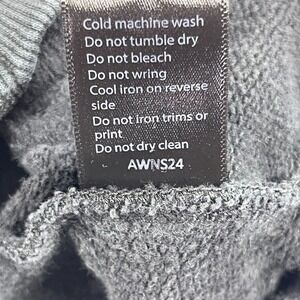 Cold machine wash
Do not tumble dry
Do not bleach
Do not wring
Cool iron on reverse
side
Do not iron trims or
print
Do not dry clean
AWNS24